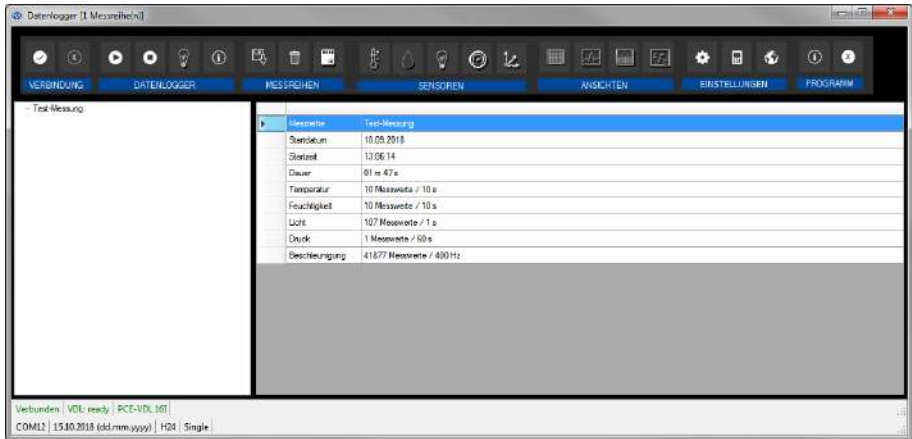 Datenlogger [1 Messreihe(n)]
VERBINDUNG DATENLOGGER MESSREIHEN SENSOREN ANSICHTEN EINSTELLUNGEN PROGRAMM
Test-Messung
Messreihe Test-Messung
Startdatum 18.09.2018
Startzeit 13:06:14
Dauer 01 m 47 s
Temperatur 10 Messwerte / 10 s
Feuchtigkeit 10 Messwerte / 10 s
Licht 107 Messwerte / 1 s
Druck 1 Messwerte / 60 s
Beschleunigung 41877 Messwerte / 400 Hz
Verbunden VDL: ready PCE-VDL 16I
COM12 15.10.2018 (dd.mm.yyyy) H24 Single